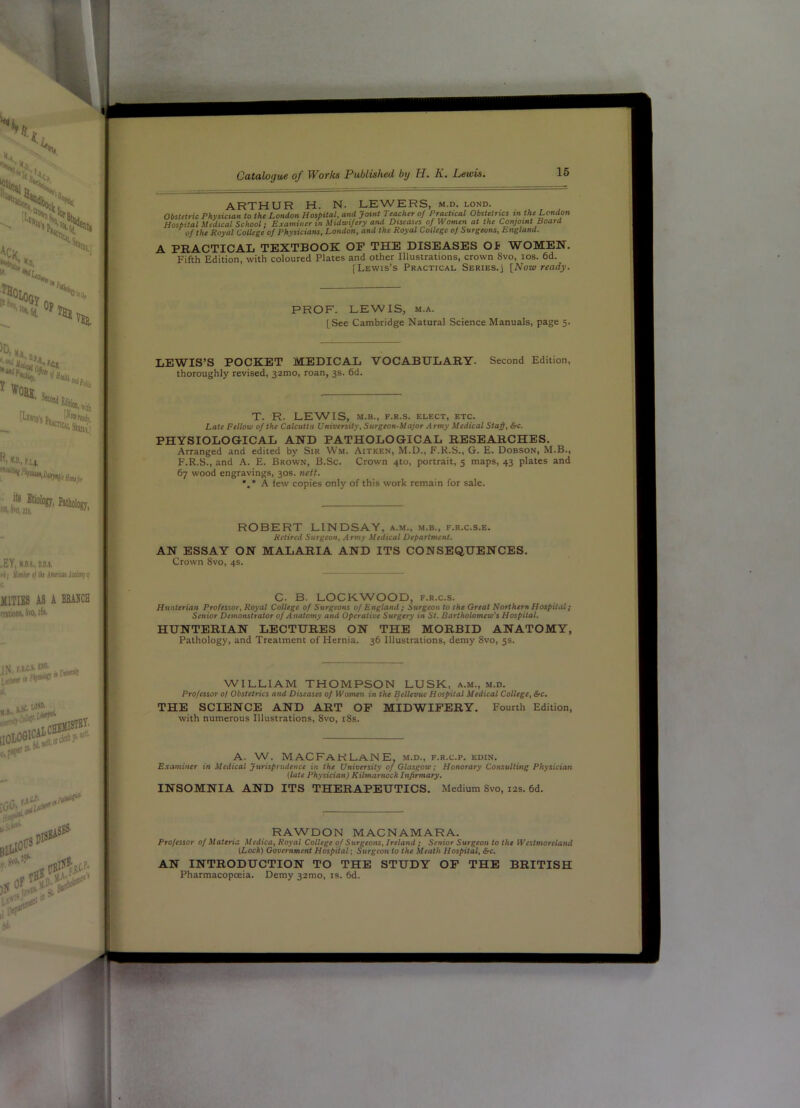 Catalogue of Works Published by H. K. Lewis. 15
ARTHUR H. N. LEWERS, M.D. LOND.
Obstetric Physician to the London Hospital, and Joint Teacher of Practical Obstetrics in the London
Hospital Medical School; Examiner in Midwifery and Diseases of Women at the Conjoint Board
of the Royal College of Physicians, London, and the Royal College of Surgeons, England.
A PRACTICAL TEXTBOOK OF THE DISEASES OF WOMEN.
Fifth Edition, with coloured Plates and other Illustrations, crown 8vo, 10s. 6d.
[Lewis's Practical Series.] [Now ready.
PROF. LEWIS, M.A.
[See Cambridge Natural Science Manuals, page 5.
LEWIS'S POCKET MEDICAL VOCABULARY. Second Edition,
thoroughly revised, 32mo, roan, 3s. 6d.
T. R. LEWIS, M.B., F.R.S. ELECT, ETC.
Late Fellow of the Calcutta University, Surgeon-Major Army Medical Staff, &c.
PHYSIOLOGICAL AND PATHOLOGICAL RESEARCHES.
Arranged and edited by Sir Wm. Aitken, M.D., F.R.S., G. E. Dobson, M.B.,
F.R.S., and A. E. Brown, B.Sc. Crown 4to, portrait, 5 maps, 43 plates and
67 wood engravings, 30s. nett.
*⁎* A few copies only of this work remain for sale.
ROBERT LINDSAY, A.M., M.B., F.R.C.S.E.
Retired Surgeon, Army Medical Department.
AN ESSAY ON MALARIA AND ITS CONSEQUENCES.
Crown 8vo, 4s.
C. B. LOCKWOOD, F.R.C.S.
Hunterian Professor, Royal College of Surgeons of England; Surgeon to the Great Northern Hospital;
Senior Demonstrator of Anatomy and Operative Surgery in St. Bartholomew's Hospital.
HUNTERIAN LECTURES ON THE MORBID ANATOMY,
Pathology, and Treatment of Hernia. 36 Illustrations, demy 8vo, 5s.
WILLIAM THOMPSON LUSK, A.M., M.D.
Professor of Obstetrics and Diseases of Women in the Bellevue Hospital Medical College, &c.
THE SCIENCE AND ART OF MIDWIFERY. Fourth Edition,
with numerous Illustrations, 8vo, 18s.
A. W. MACFARLANE, M.D., F.R.C.P. EDIN.
Examiner in Medical Jurisprudence in the University of Glasgow; Honorary Consulting Physician
(late Physician) Kilmarnock Infirmary.
INSOMNIA AND ITS THERAPEUTICS. Medium 8vo, 12s. 6d.
RAWDON MACNAMARA.
Professor of Materia Medica, Royal College of Surgeons, Ireland; Senior Surgeon to the Westmoreland
(Lock) Government Hospital; Surgeon to the Meath Hospital, &c.
AN INTRODUCTION TO THE STUDY OF THE BRITISH
Pharmacopœia. Demy 32mo, 1s. 6d.